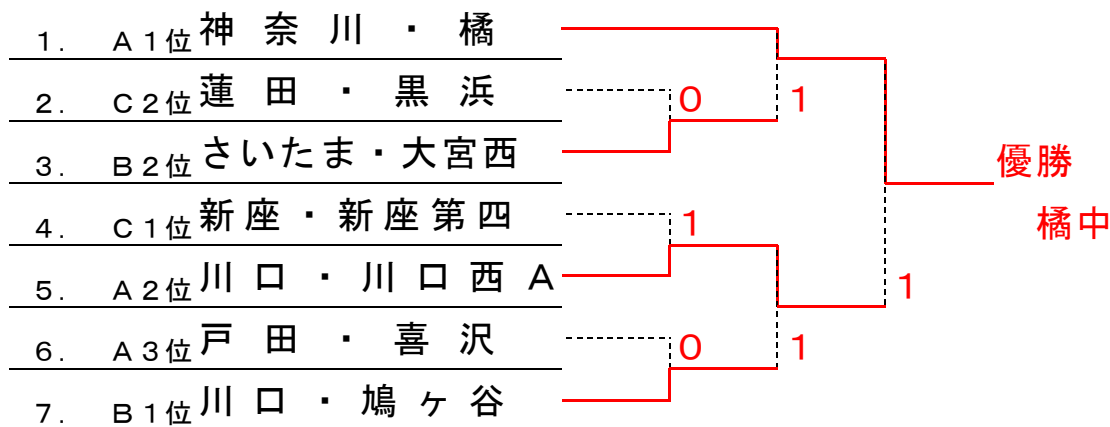 １． Ａ１位 神奈川・橘
２． Ｃ２位 蓮田・黒浜
０ １
３． Ｂ２位 さいたま・大宮西
優勝
４． Ｃ１位 新座・新座第四
１
橘中
５． Ａ２位 川口・川口西Ａ
１
６． Ａ３位 戸田・喜沢
０ １
７． Ｂ１位 川口・鳩ヶ谷